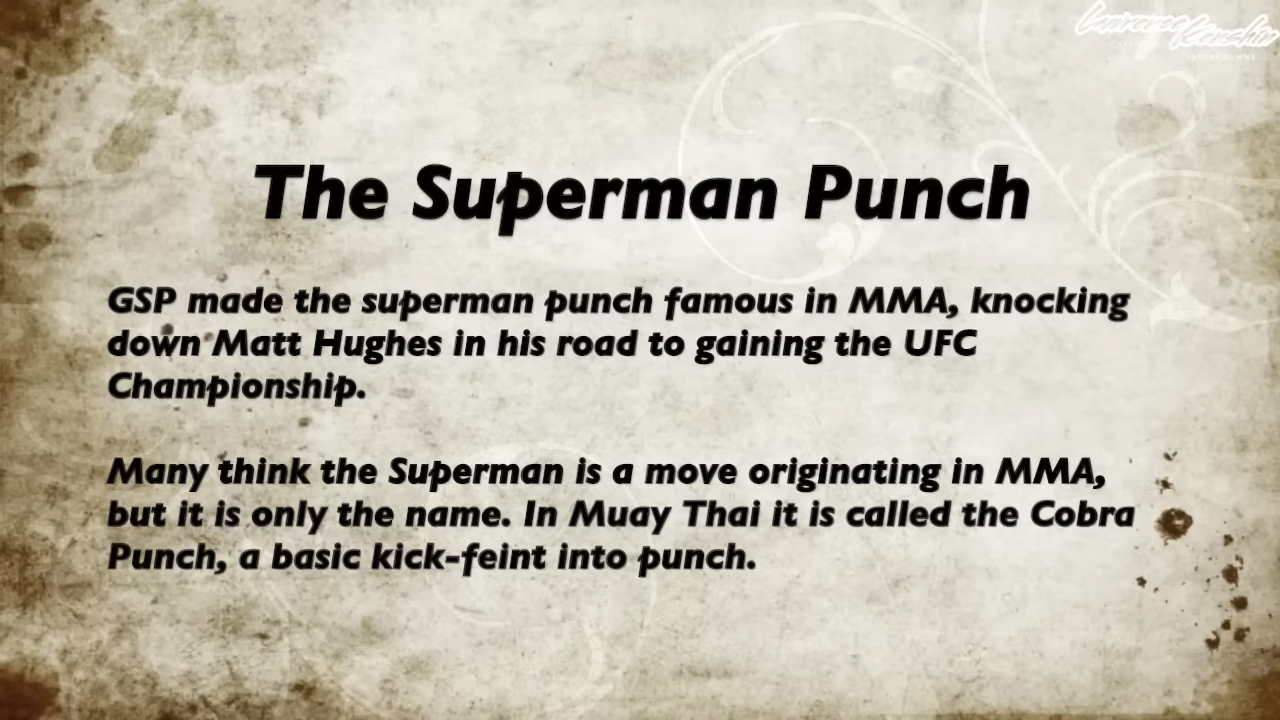 Lawrence Kenshin
The Superman Punch
GSP made the superman punch famous in MMA, knocking
down Matt Hughes in his road to gaining the UFC
Championship.
Many think the Superman is a move originating in MMA,
but it is only the name. In Muay Thai it is called the Cobra
Punch, a basic kick-feint into punch.